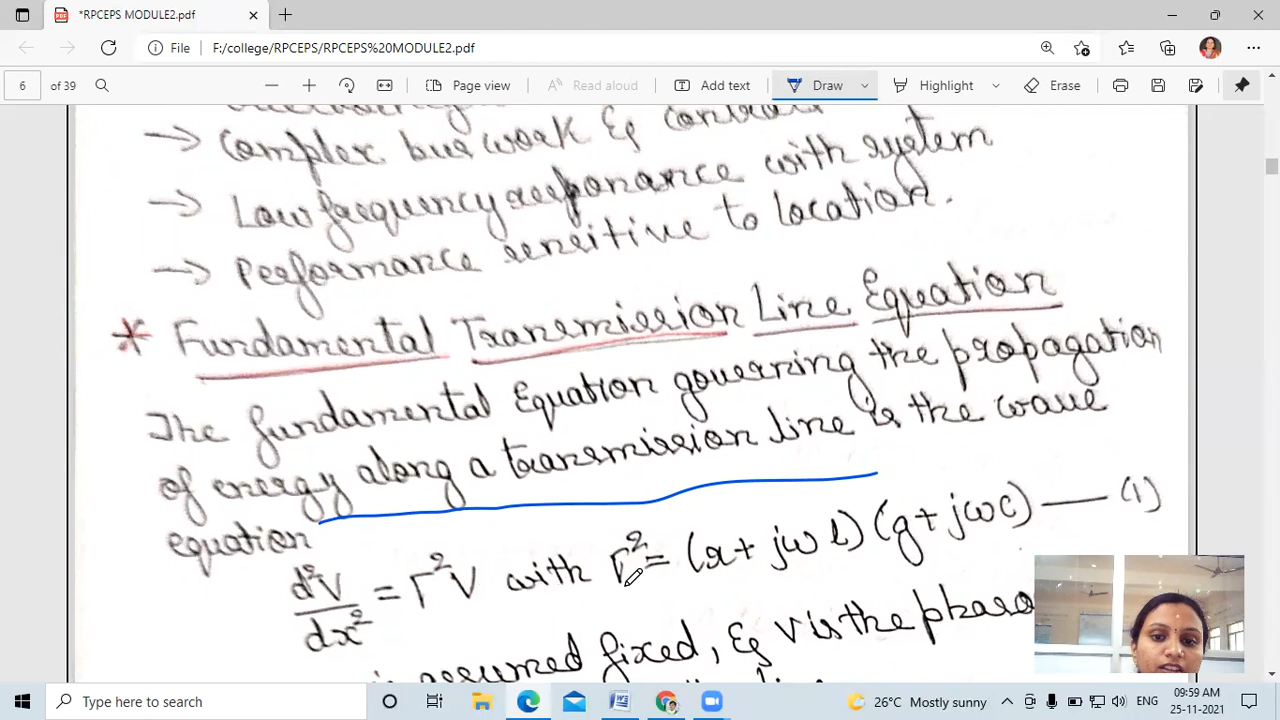 *RPCEPS MODULE2.pdf
File F:/college/RPCEPS/RPCEPS%20MODULE2.pdf
6 of 39 Page view Read aloud Add text Draw Highlight Erase
→ Complex bus work & controls
→ Low frequency resonance with system
→ Performance sensitive to location.
* Fundamental Transmission Line Equation
The fundamental Equation governing the propagation
of energy along a transmission line is the wave
equation
d²V/dx² = Γ²V with Γ² = (r + jωl)(g + jωc) — (1)
is assumed fixed, & V is the phaso
Type here to search 26°C Mostly sunny ENG 09:59 AM
25-11-2021